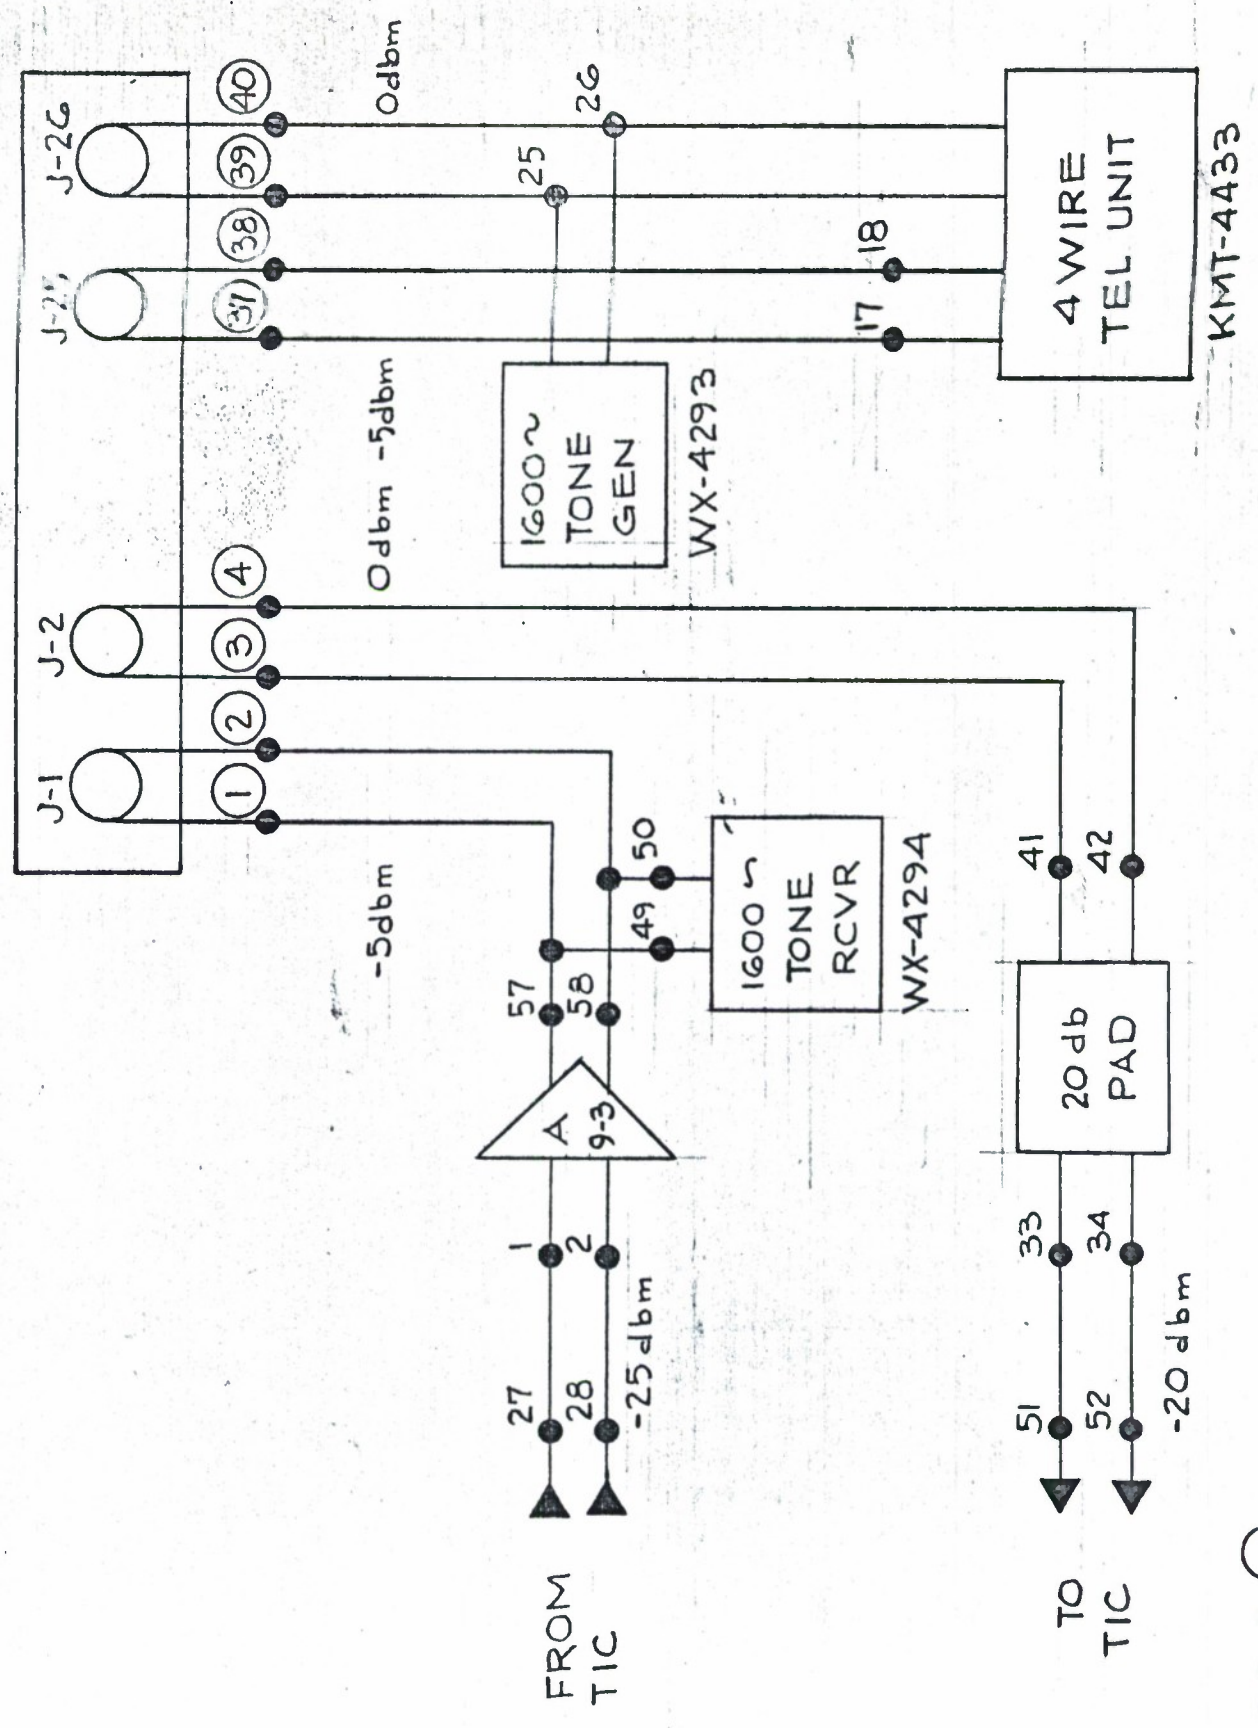 FROM
TIC
27
28
-25dbm
1
2
A
9-3
57
58
49
50
1600~
TONE
RCVR
WX-4294
-5dbm
J-1
1
2
J-2
3
4
0dbm -5dbm
J-25
37
38
J-26
39
40
0dbm
25
26
1600~
TONE
GEN
WX-4293
17
18
4 WIRE
TEL UNIT
KMT-4433
TO
TIC
51
52
-20dbm
33
34
20db
PAD
41
42